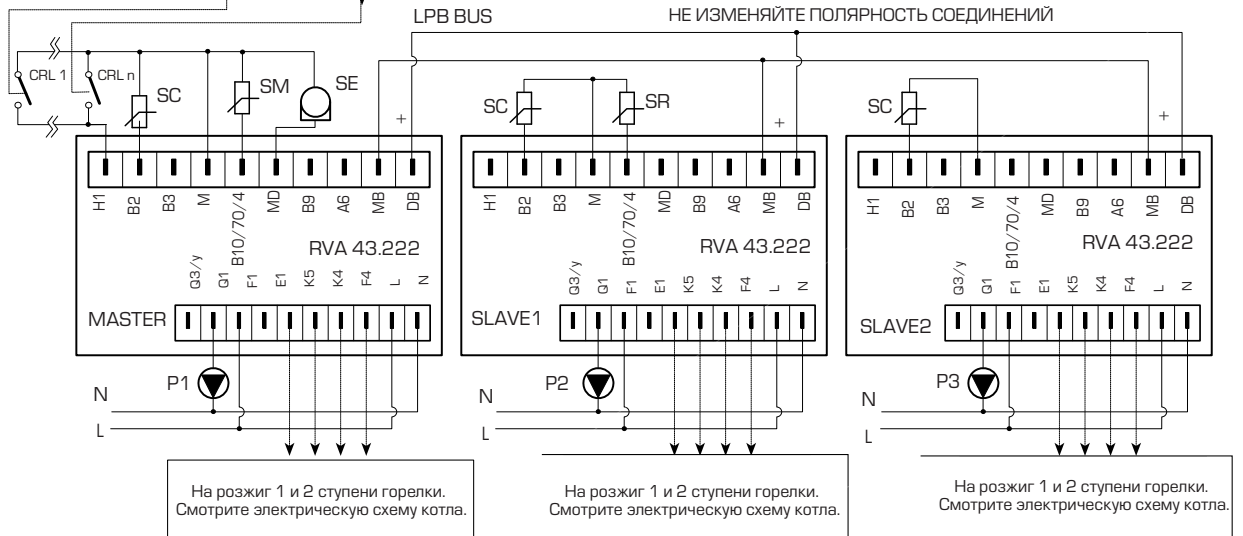 LPB BUS
НЕ ИЗМЕНЯЙТЕ ПОЛЯРНОСТЬ СОЕДИНЕНИЙ
CRL 1
CRL n
SC
SM
SE
+
SC
SR
+
SC
+
H1 B2 B3 M B10/70/4 MD B9 A6 MB DB
H1 B2 B3 M B10/70/4 MD B9 A6 MB DB
H1 B2 B3 M B10/70/4 MD B9 A6 MB DB
RVA 43.222
RVA 43.222
RVA 43.222
Q3/y Q1 F1 E1 K5 K4 F4 L N
Q3/y Q1 F1 E1 K5 K4 F4 L N
Q3/y Q1 F1 E1 K5 K4 F4 L N
MASTER
SLAVE1
SLAVE2
P1
P2
P3
N
L
N
L
N
L
На розжиг 1 и 2 ступени горелки.
Смотрите электрическую схему котла.
На розжиг 1 и 2 ступени горелки.
Смотрите электрическую схему котла.
На розжиг 1 и 2 ступени горелки.
Смотрите электрическую схему котла.